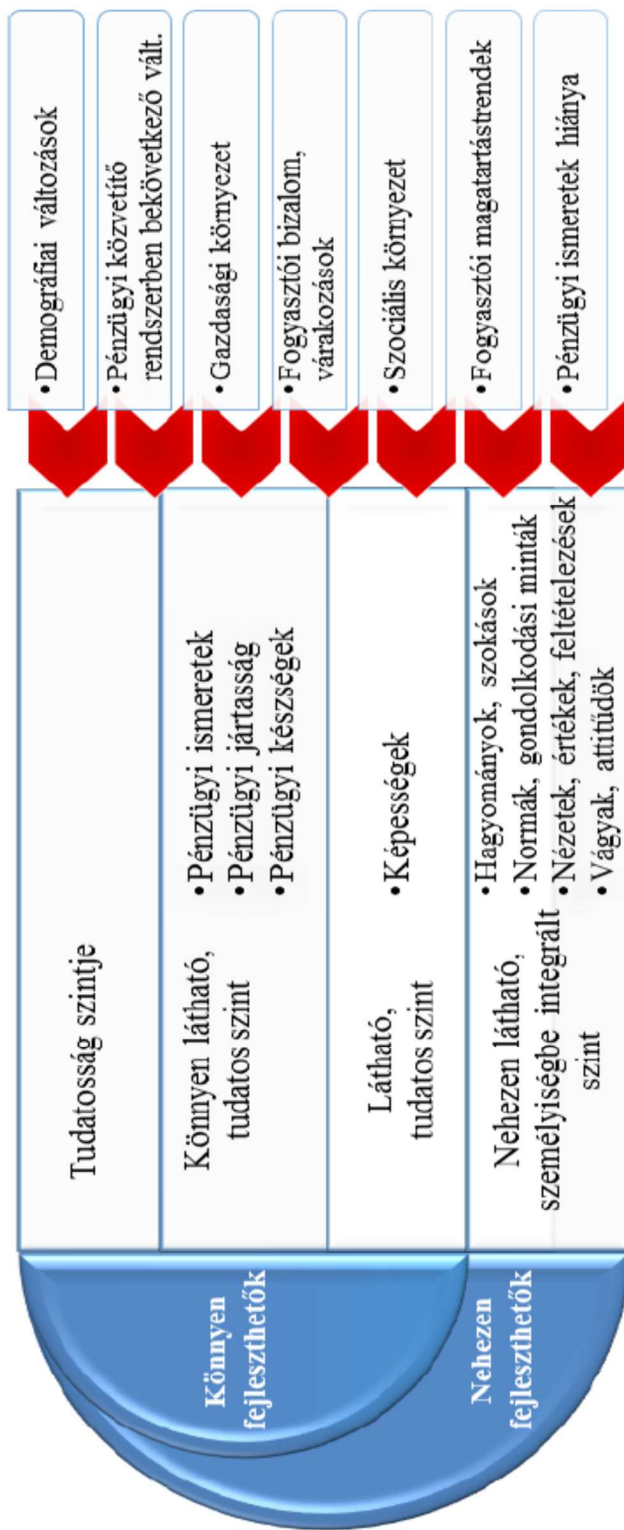 Könnyen
fejleszthetők
Nehezen
fejleszthetők
Tudatosság szintje
Könnyen látható,
tudatos szint
• Pénzügyi ismeretek
• Pénzügyi jártasság
• Pénzügyi készségek
Látható,
tudatos szint
• Képességek
Nehezen látható,
személyiségbe integrált
szint
• Hagyományok, szokások
• Normák, gondolkodási minták
• Nézetek, értékek, feltételezések
• Vágyak, attitűdök
• Demográfiai változások
• Pénzügyi közvetítő
rendszerben bekövetkező vált.
• Gazdasági környezet
• Fogyasztói bizalom,
várakozások
• Szociális környezet
• Fogyasztói magatartástrendek
• Pénzügyi ismeretek hiánya